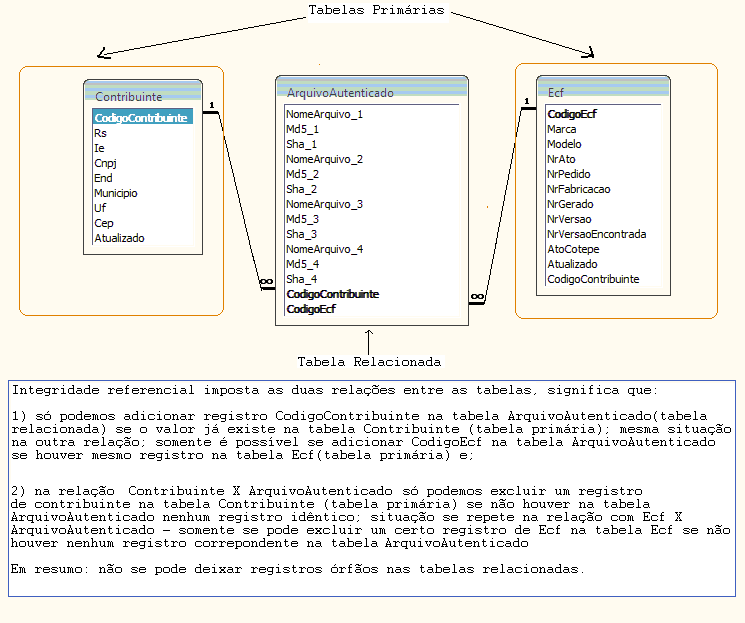 Tabelas Primárias
Contribuinte
1
CodigoContribuinte
Rs
Ie
Cnpj
End
Municipio
Uf
Cep
Atualizado
∞
ArquivoAutenticado
NomeArquivo_1
Md5_1
Sha_1
NomeArquivo_2
Md5_2
Sha_2
NomeArquivo_3
Md5_3
Sha_3
NomeArquivo_4
Md5_4
Sha_4
CodigoContribuinte
CodigoEcf
∞
1
Ecf
CodigoEcf
Marca
Modelo
NrAto
NrPedido
NrFabricacao
NrGerado
NrVersao
NrVersaoEncontrada
AtoCotepe
Atualizado
CodigoContribuinte
Tabela Relacionada
Integridade referencial imposta as duas relações entre as tabelas, significa que:
1) só podemos adicionar registro CodigoContribuinte na tabela ArquivoAutenticado(tabela
relacionada) se o valor já existe na tabela Contribuinte (tabela primária); mesma situação
na outra relação; somente é possível se adicionar CodigoEcf na tabela ArquivoAutenticado
se houver mesmo registro na tabela Ecf(tabela primária) e;
2) na relação Contribuinte X ArquivoAutenticado só podemos excluir um registro
de contribuinte na tabela Contribuinte (tabela primária) se não houver na tabela
ArquivoAutenticado nenhum registro idêntico; situação se repete na relação com Ecf X
ArquivoAutenticado – somente se pode excluir um certo registro de Ecf na tabela Ecf se não
houver nenhum registro correpondente na tabela ArquivoAutenticado
Em resumo: não se pode deixar registros órfãos nas tabelas relacionadas.